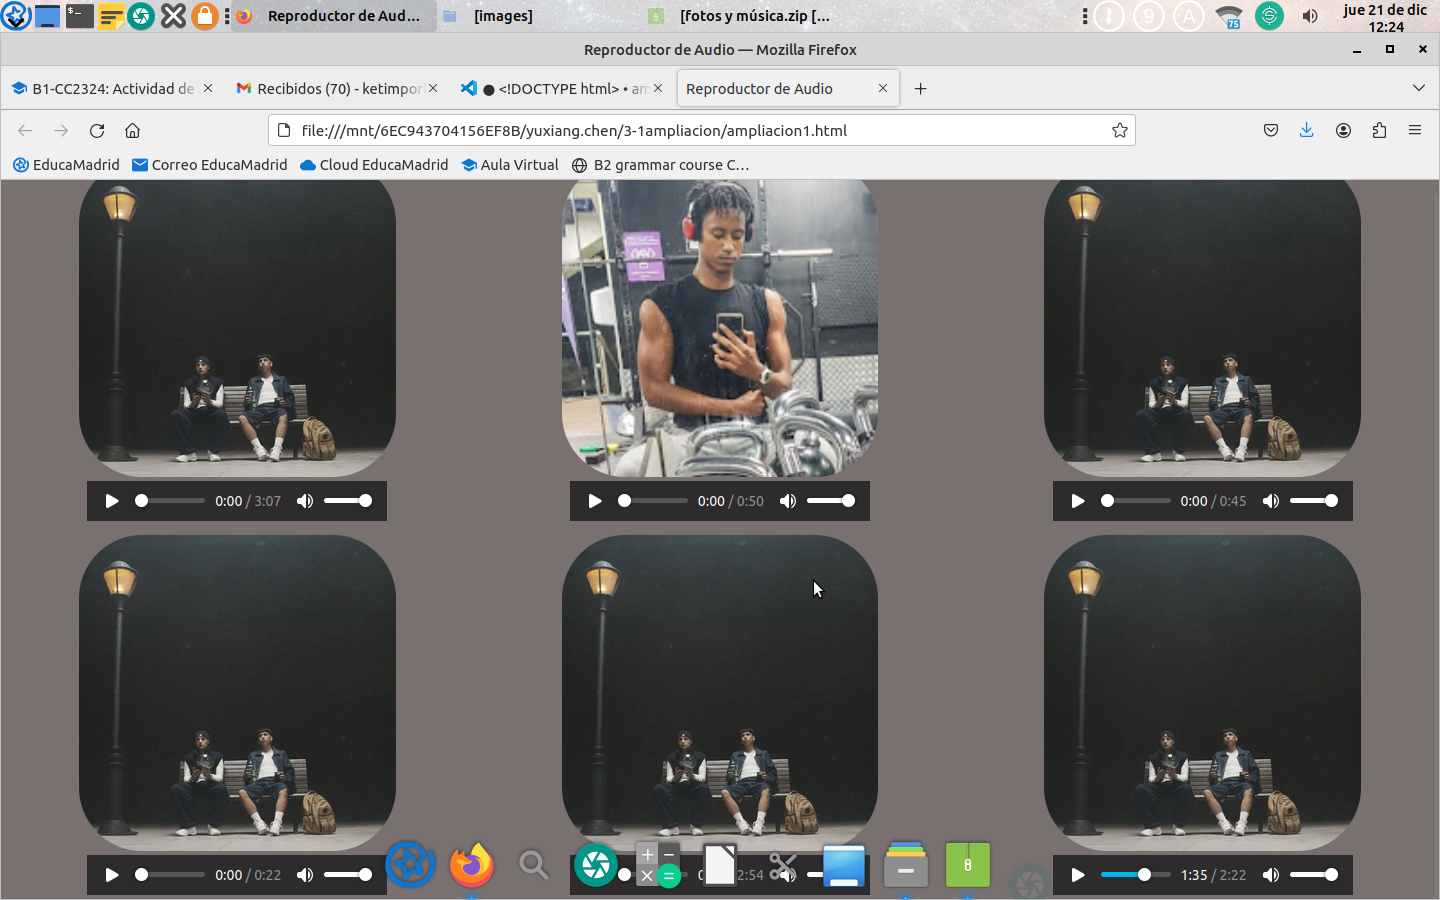 Reproductor de Aud...
[images]
[fotos y música.zip [...
9
A
75
jue 21 de dic
12:24
Reproductor de Audio — Mozilla Firefox
B1-CC2324: Actividad de
Recibidos (70) - ketimpor
● <!DOCTYPE html> • am
Reproductor de Audio
file:///mnt/6EC943704156EF8B/yuxiang.chen/3-1ampliacion/ampliacion1.html
EducaMadrid
Correo EducaMadrid
Cloud EducaMadrid
Aula Virtual
B2 grammar course C...
0:00 / 3:07
0:00 / 0:50
0:00 / 0:45
0:00 / 0:22
2:54
1:35 / 2:22